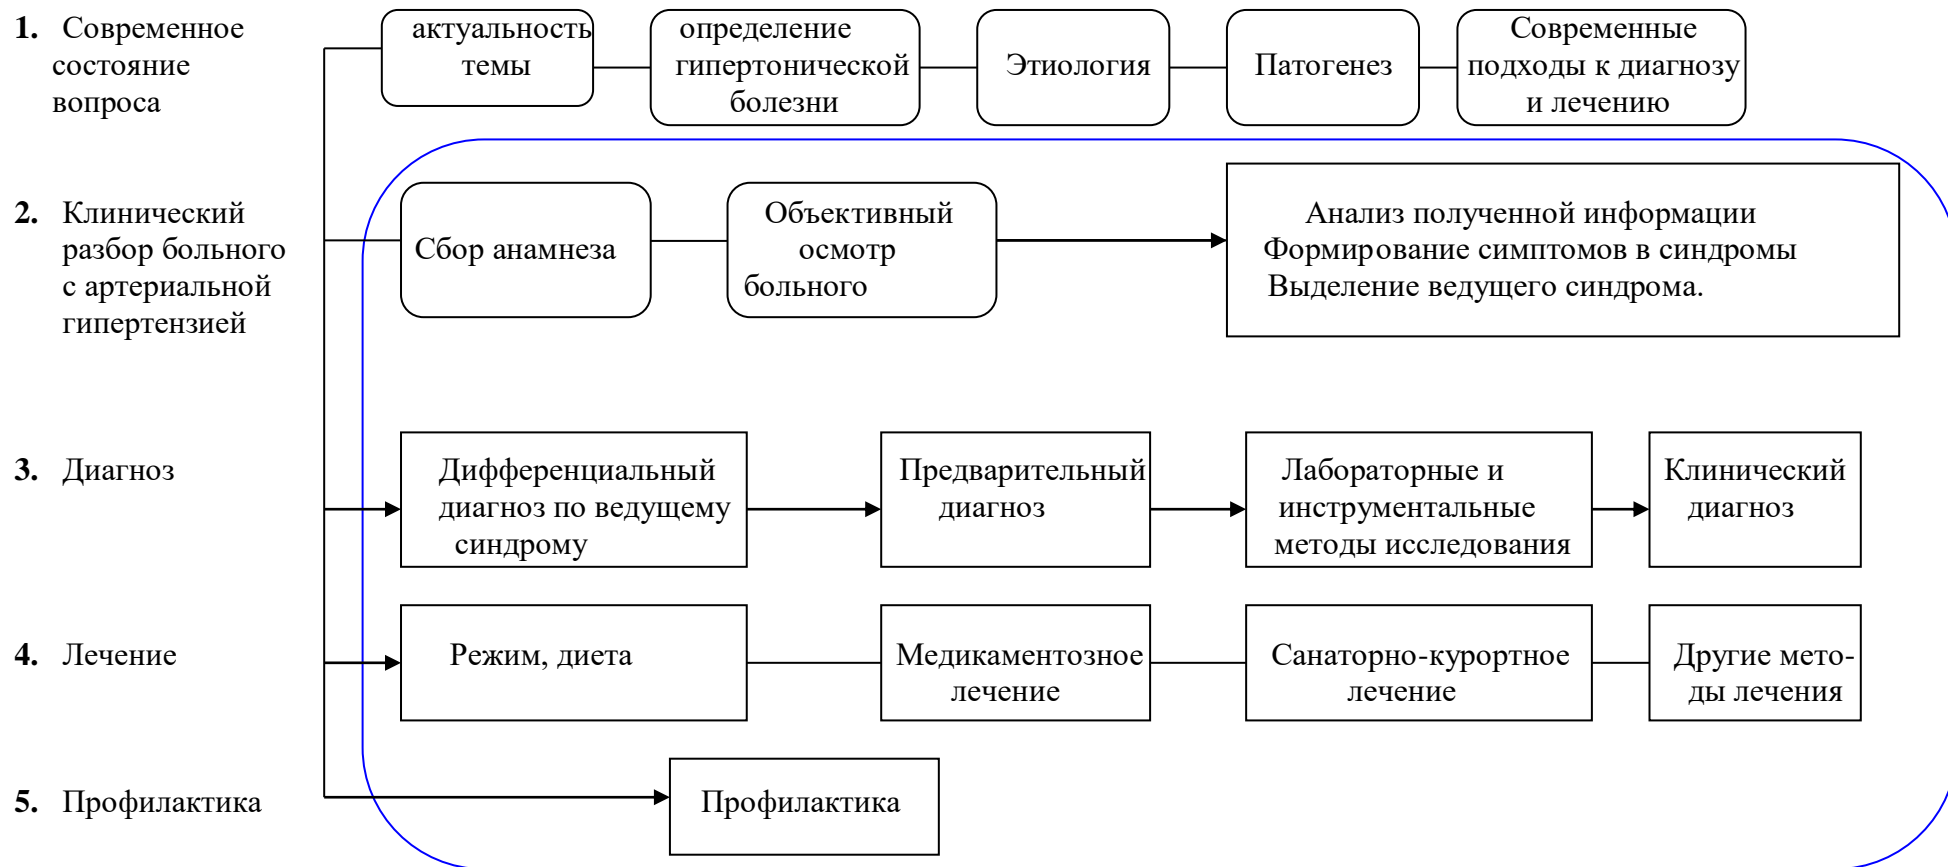 1. Современное
состояние
вопроса
актуальность
темы
определение
гипертонической
болезни
Этиология
Патогенез
Современные
подходы к диагнозу
и лечению
2. Клинический
разбор больного
с артериальной
гипертензией
Сбор анамнеза
Объективный
осмотр
больного
Анализ полученной информации
Формирование симптомов в синдромы
Выделение ведущего синдрома.
3. Диагноз
Дифференциальный
диагноз по ведущему
синдрому
Предварительный
диагноз
Лабораторные и
инструментальные
методы исследования
Клинический
диагноз
4. Лечение
Режим, диета
Медикаментозное
лечение
Санаторно-курортное
лечение
Другие мето-
ды лечения
5. Профилактика
Профилактика